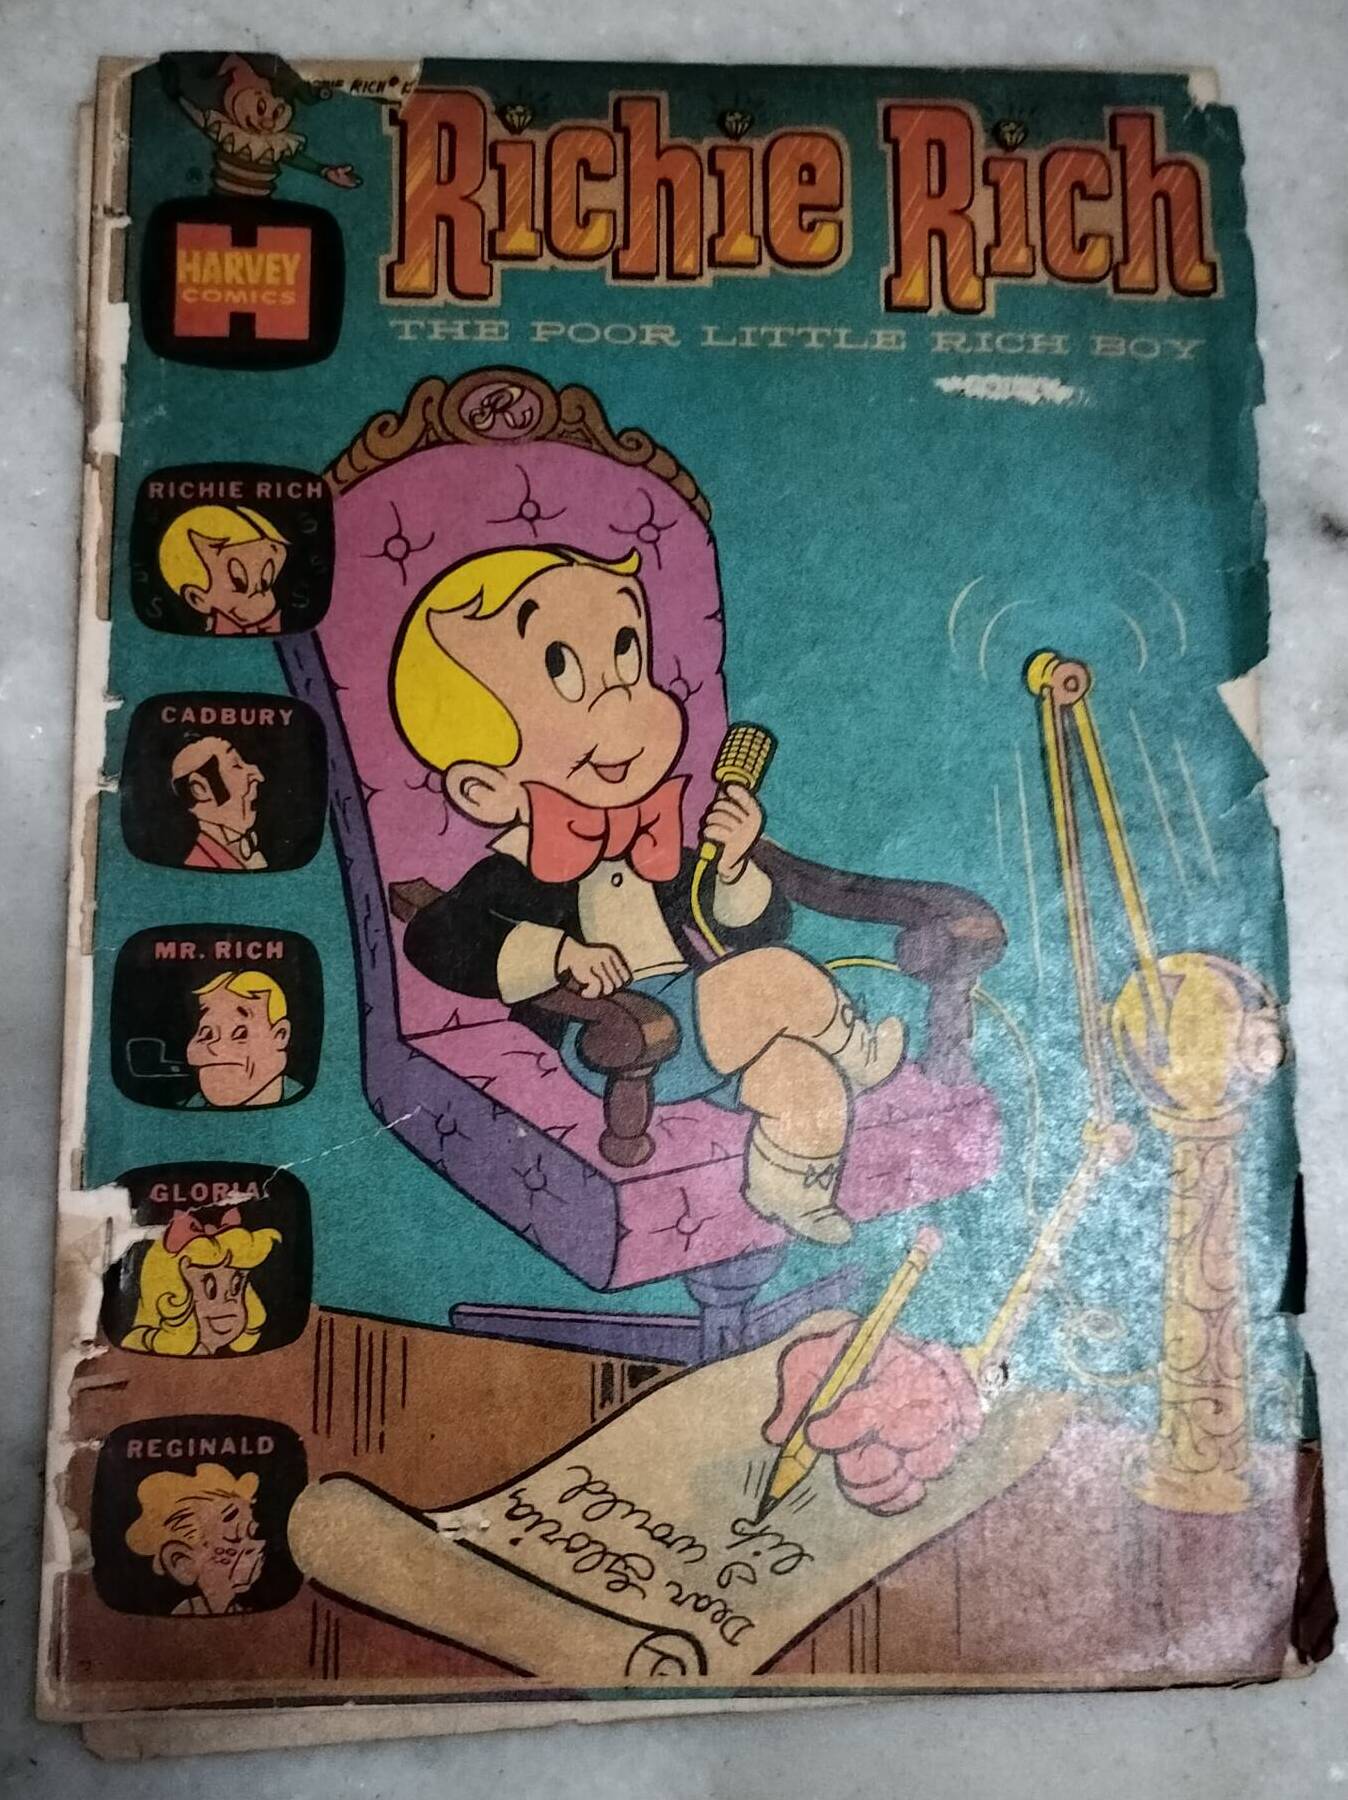 RICHIE RICH
Richie Rich
THE POOR LITTLE RICH BOY
H
HARVEY
COMICS
R
RICHIE RICH
CADBURY
MR. RICH
GLORIA
REGINALD
Dear Gloria,
I would
lik